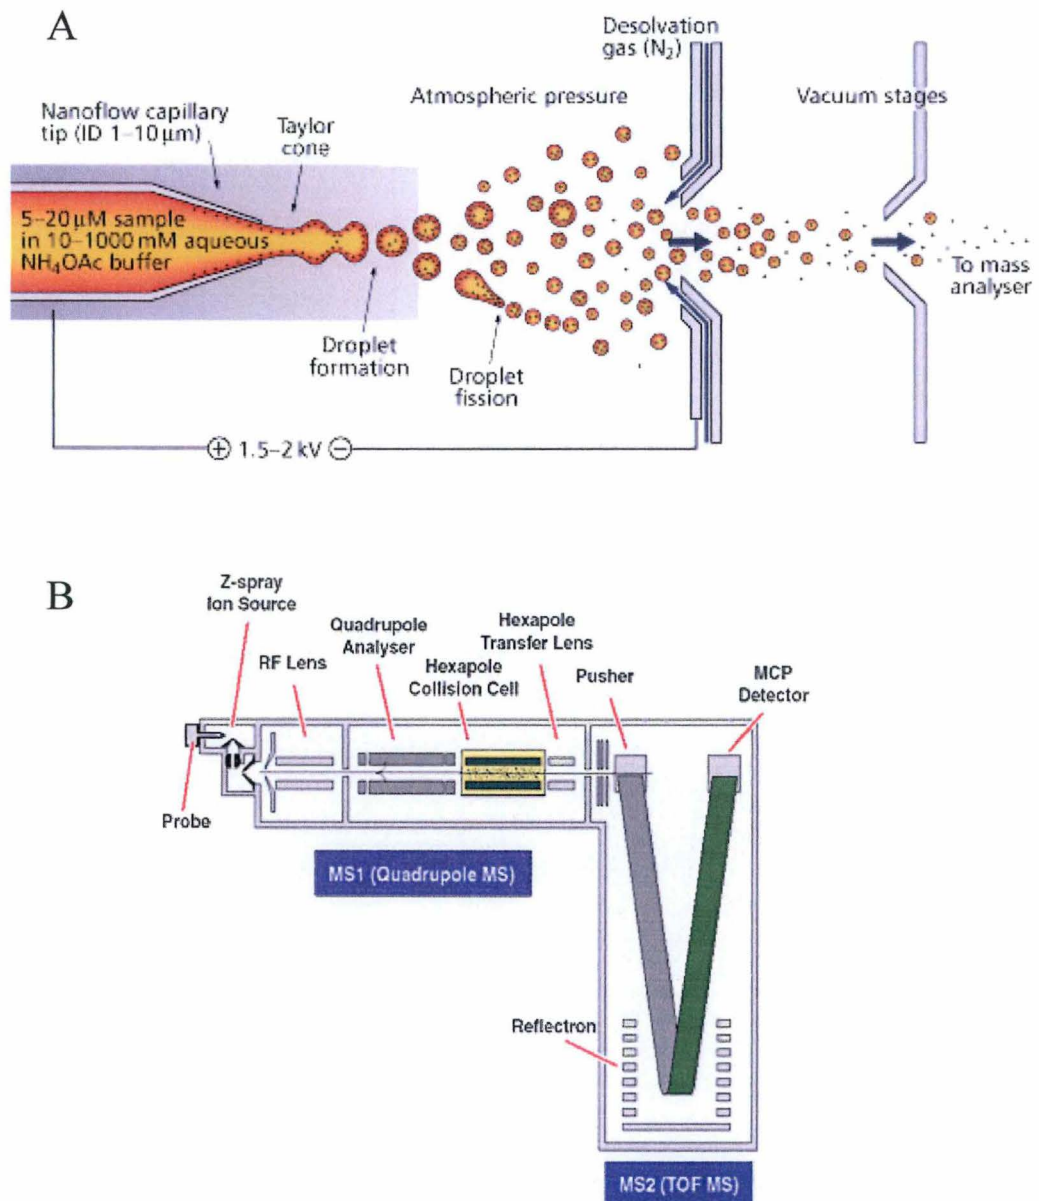 A
Desolvation
gas (N₂)
Atmospheric pressure
Vacuum stages
Nanoflow capillary
tip (ID 1–10 μm)
Taylor
cone
5–20 μM sample
in 10–1000 mM aqueous
NH₄OAc buffer
To mass
analyser
Droplet
formation
Droplet
fission
+ 1.5–2 kV −
B
Z-spray
Ion Source
Quadrupole
Analyser
Hexapole
Transfer Lens
RF Lens
Hexapole
Collision Cell
Pusher
MCP
Detector
Probe
MS1 (Quadrupole MS)
Reflectron
MS2 (TOF MS)